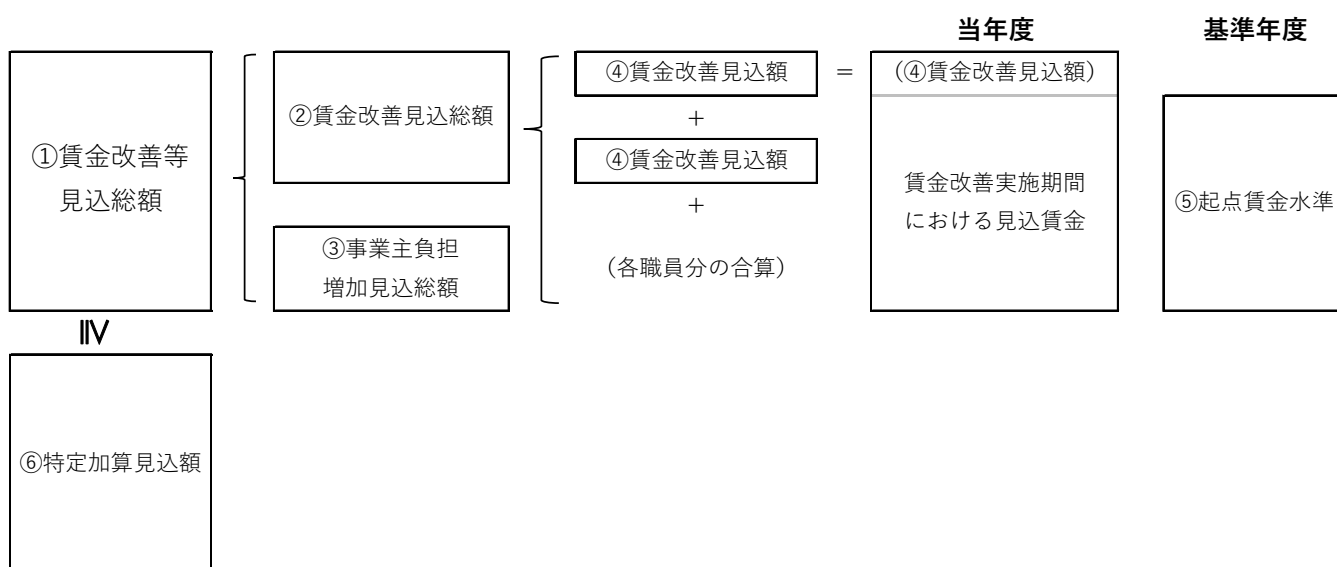 当年度
基準年度
①賃金改善等
見込総額
②賃金改善見込総額
③事業主負担
増加見込総額
④賃金改善見込額
+
④賃金改善見込額
+
(各職員分の合算)
=
(④賃金改善見込額)
賃金改善実施期間
における見込賃金
⑤起点賃金水準
≧
⑥特定加算見込額